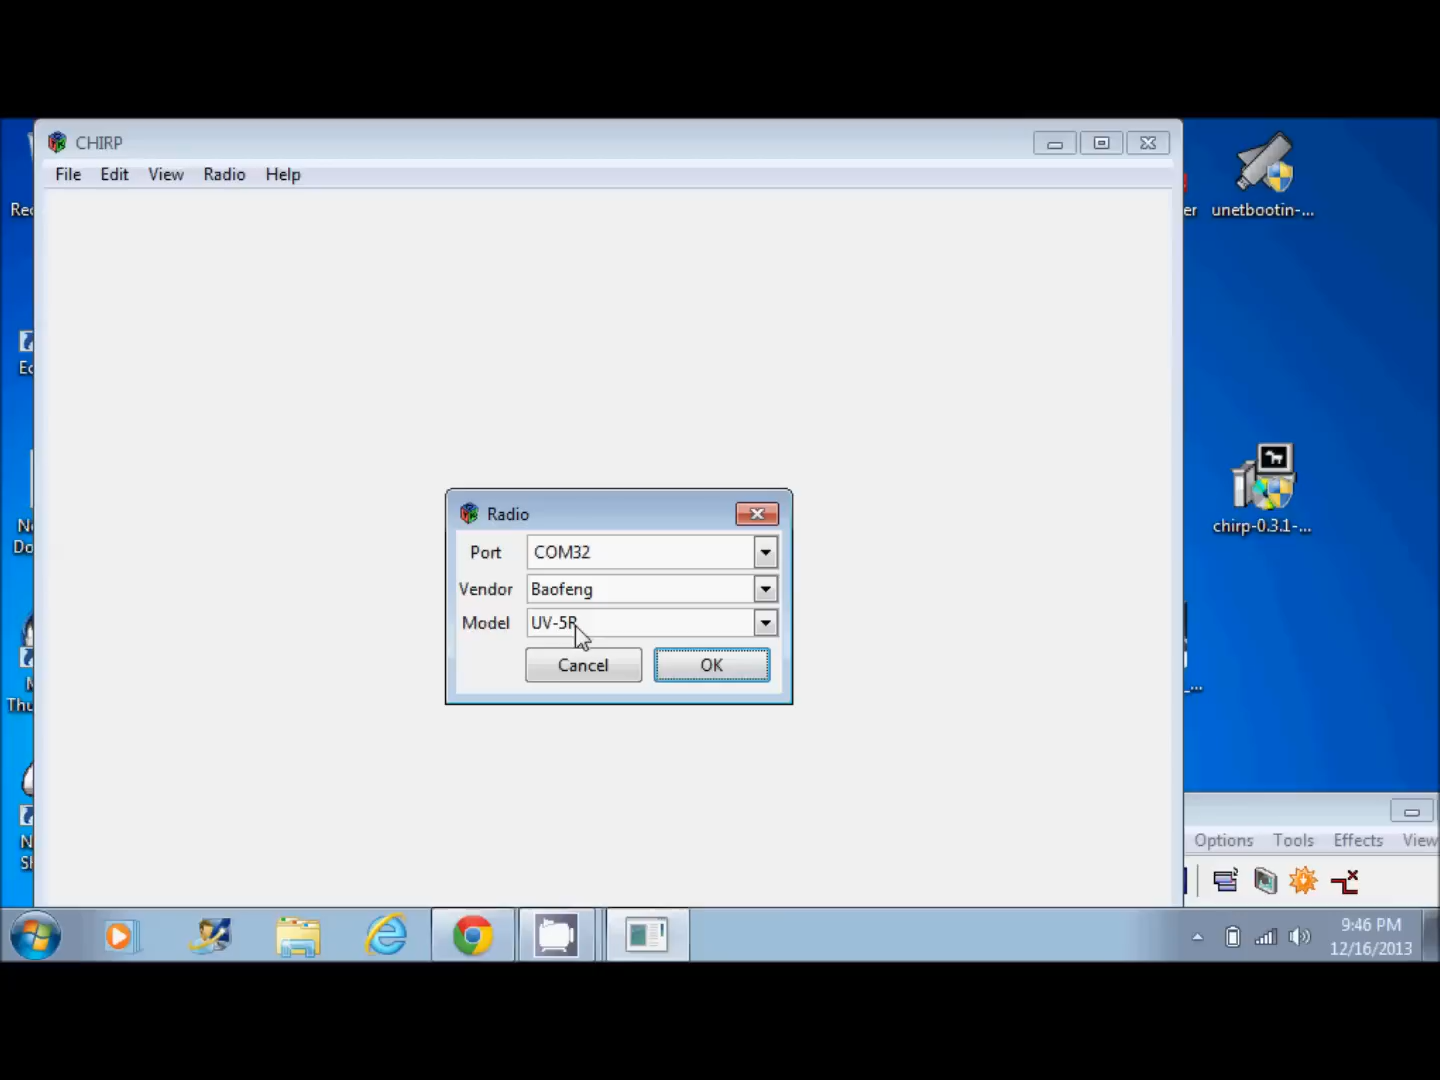 CHIRP
File Edit View Radio Help
unetbootin-...
Radio
Port COM32
Vendor Baofeng
Model UV-5R
Cancel OK
chirp-0.3.1-...
Options Tools Effects View
9:46 PM
12/16/2013